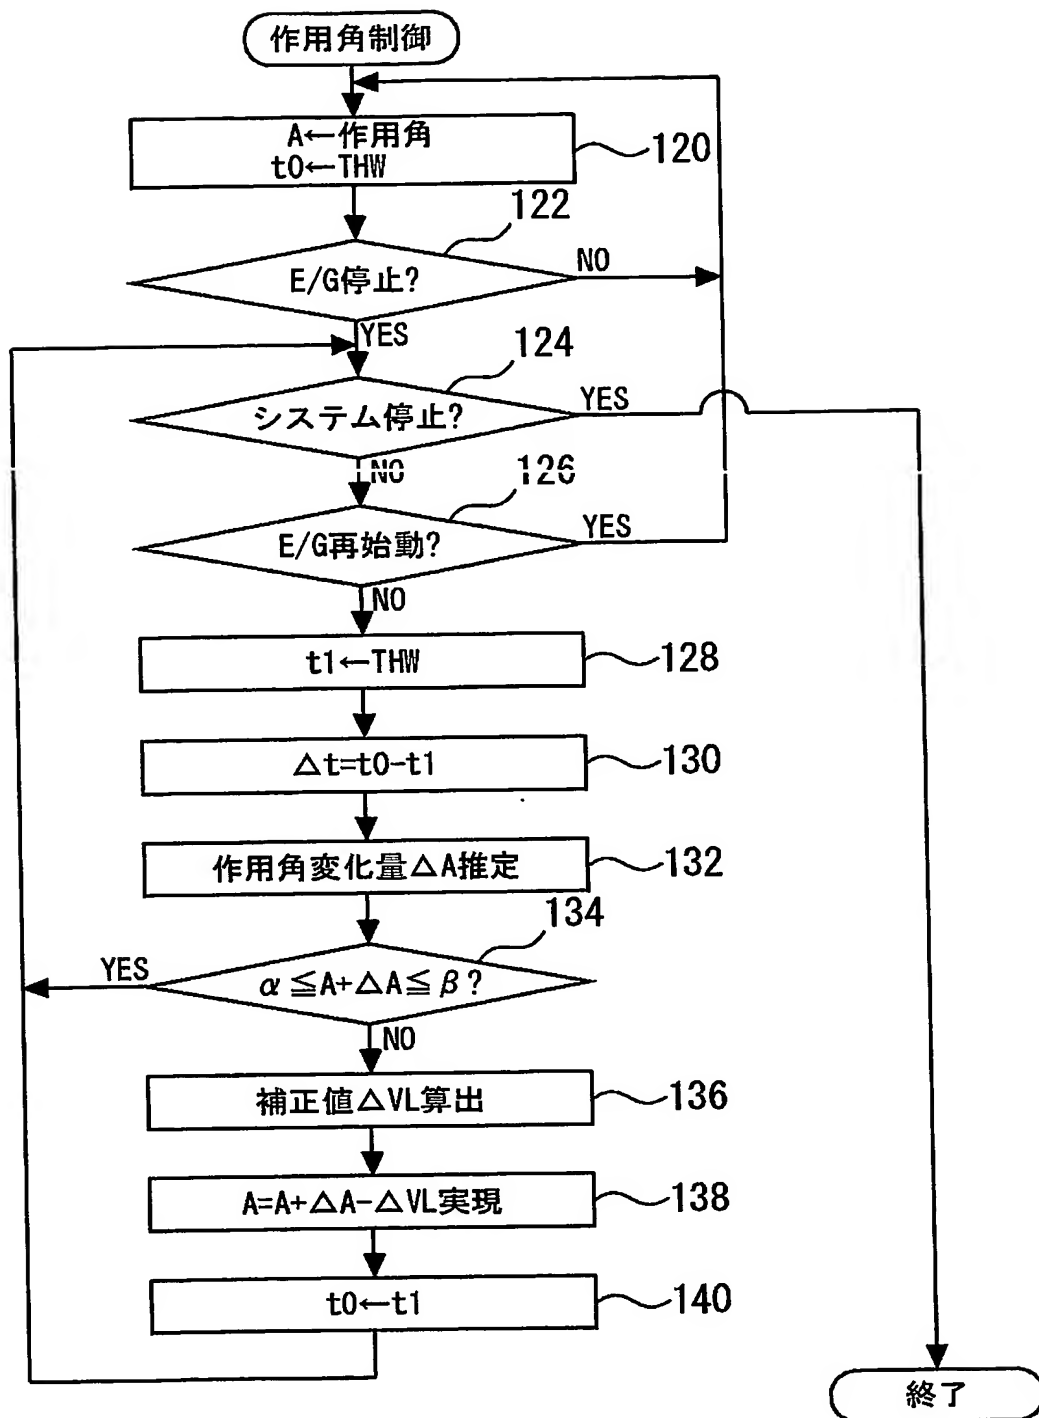 作用角制御
A←作用角
t0←THW
120
122
E/G停止?
NO
YES
124
システム停止?
YES
NO
126
E/G再始動?
YES
NO
t1←THW
128
△t=t0-t1
130
作用角変化量△A推定
132
134
YES
α≦A+△A≦β?
NO
補正値△VL算出
136
A=A+△A-△VL実現
138
t0←t1
140
終了